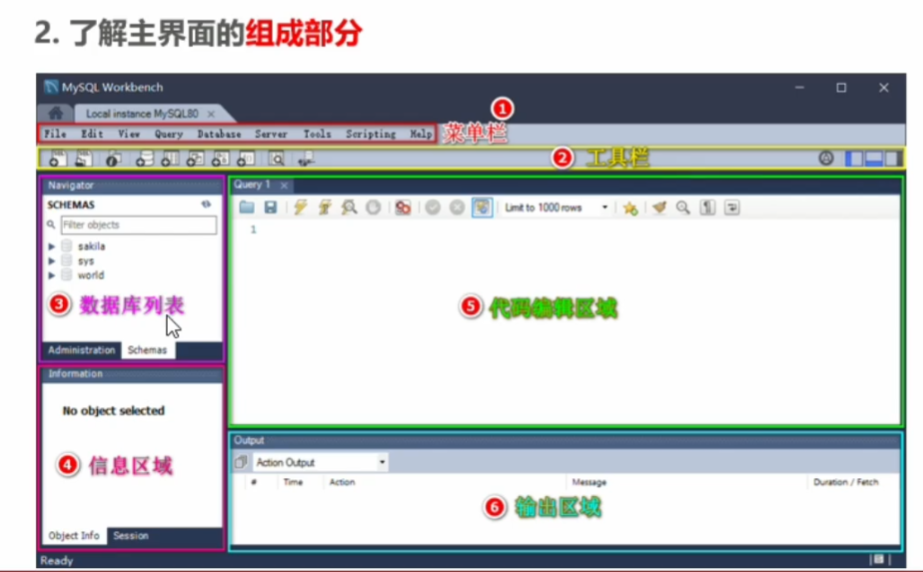 2. 了解主界面的组成部分
MySQL Workbench
Local instance MySQL80 ×
①
File Edit View Query Database Server Tools Scripting Help 菜单栏
② 工具栏
Navigator
SCHEMAS
Filter objects
sakila
sys
world
③ 数据库列表
Administration Schemas
Query 1 ×
Limit to 1000 rows
1
⑤ 代码编辑区域
Information
No object selected
④ 信息区域
Object Info Session
Output
Action Output
# Time Action Message Duration / Fetch
⑥ 输出区域
Ready